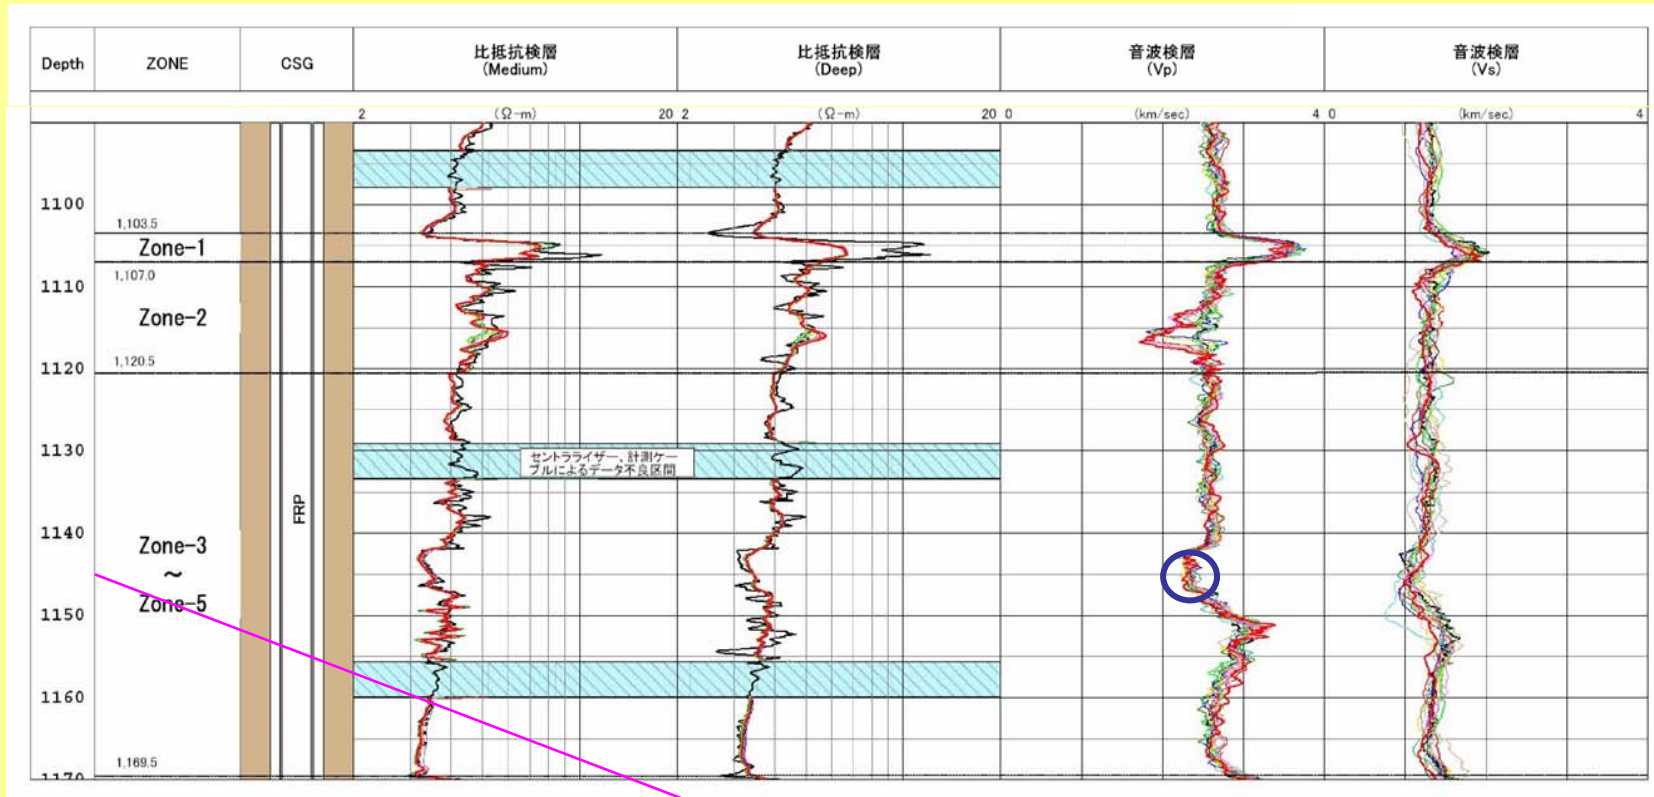 Depth
ZONE
CSG
比抵抗検層
(Medium)
比抵抗検層
(Deep)
音波検層
(Vp)
音波検層
(Vs)
2 (Ω-m) 20
2 (Ω-m) 20
0 (km/sec) 4
0 (km/sec) 4
1100
1,103.5
Zone-1
1,107.0
1110
Zone-2
1,120.5
1120
1130
セントラライザー、計測ケー
ブルによるデータ不良区間
FRP
1140
Zone-3
~
Zone-5
1150
1160
1,169.5
1170